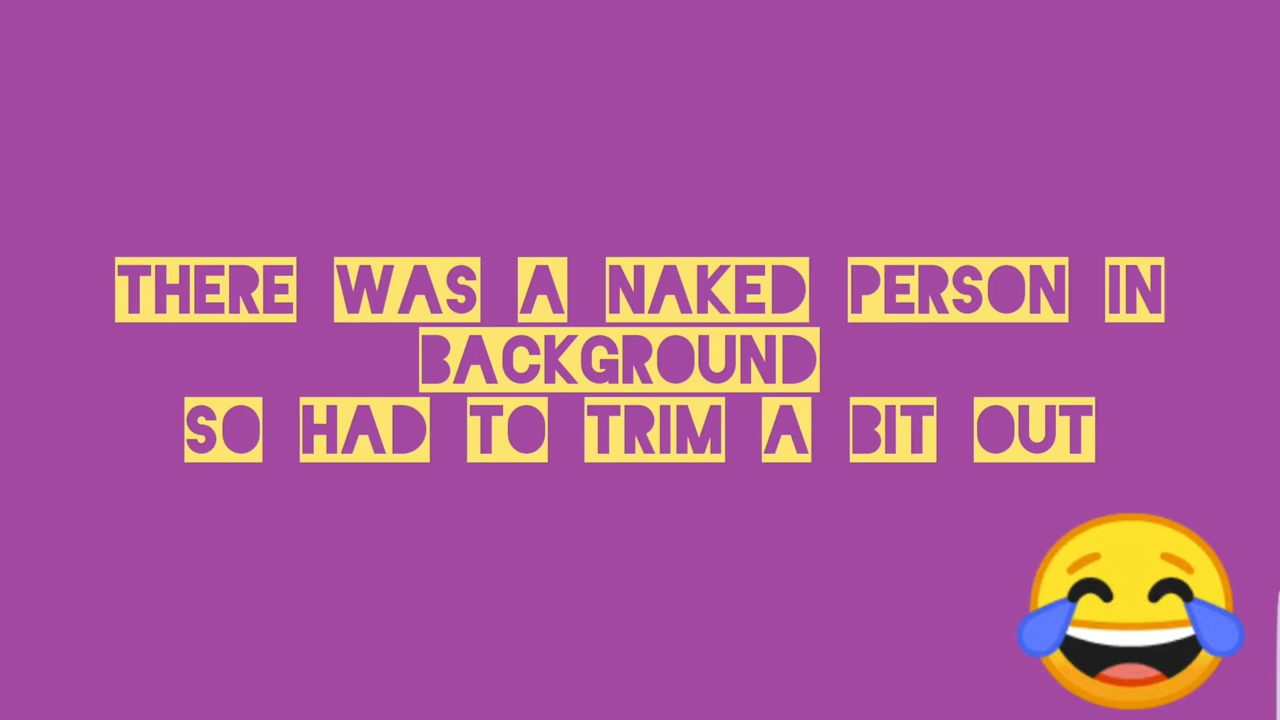 THERE WAS A NAKED PERSON IN
BACKGROUND
SO HAD TO TRIM A BIT OUT